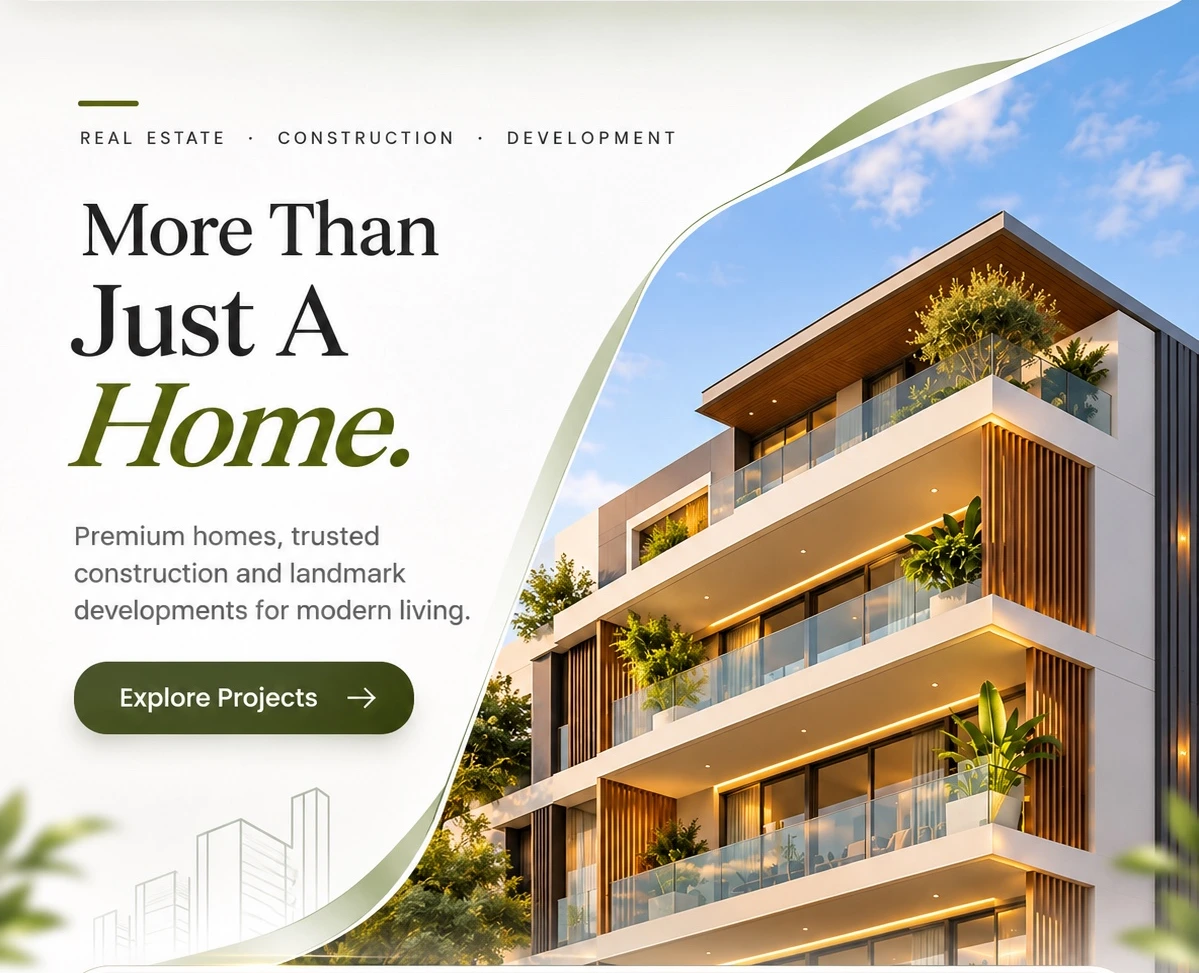 REAL ESTATE · CONSTRUCTION · DEVELOPMENT
More Than
Just A
Home.
Premium homes, trusted
construction and landmark
developments for modern living.
Explore Projects →